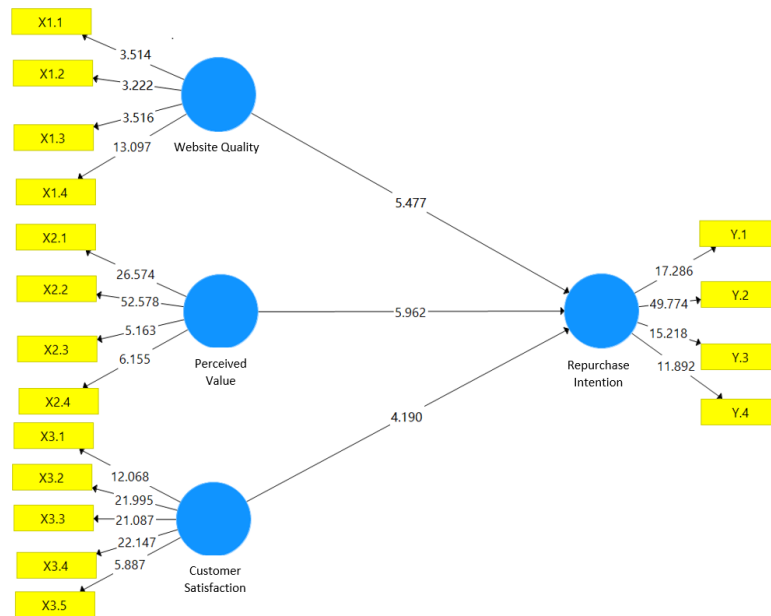 X1.1
3.514
X1.2
3.222
X1.3
3.516
13.097
Website Quality
X1.4
5.477
X2.1
26.574
X2.2
52.578
X2.3
5.163
6.155
Perceived
Value
X2.4
5.962
X3.1
12.068
X3.2
21.995
X3.3
21.087
X3.4
22.147
5.887
Customer
Satisfaction
X3.5
4.190
Repurchase
Intention
Y.1
17.286
Y.2
49.774
15.218
Y.3
11.892
Y.4